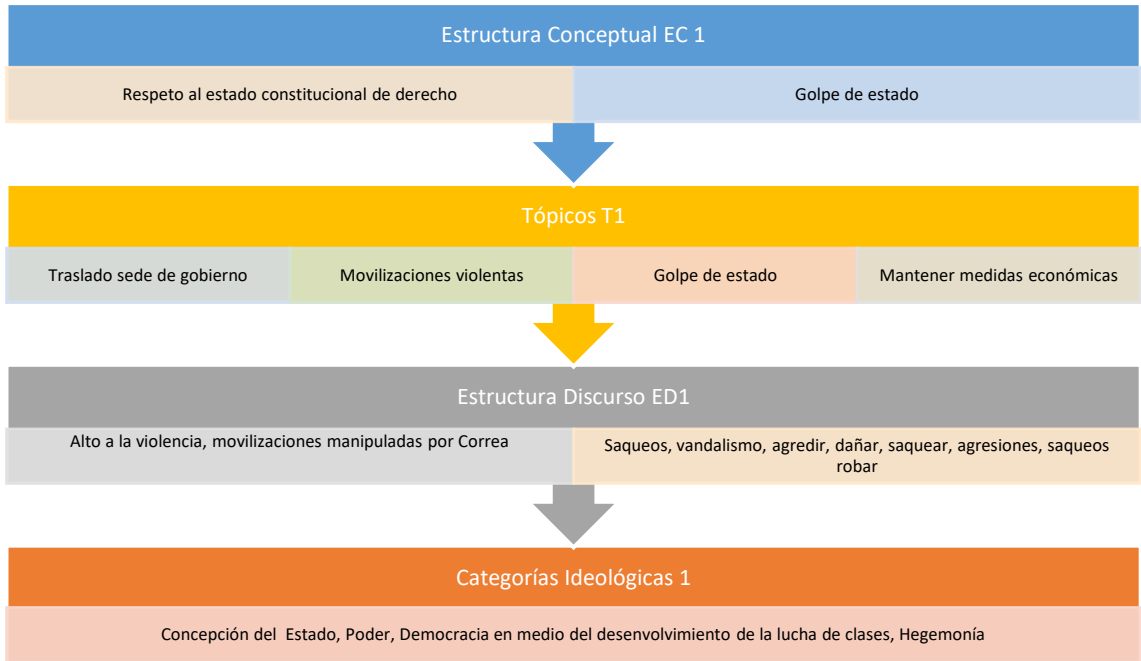 Estructura Conceptual EC 1
Respeto al estado constitucional de derecho
Golpe de estado
Tópicos T1
Traslado sede de gobierno
Movilizaciones violentas
Golpe de estado
Mantener medidas económicas
Estructura Discurso ED1
Alto a la violencia, movilizaciones manipuladas por Correa
Saqueos, vandalismo, agredir, dañar, saquear, agresiones, saqueos
robar
Categorías Ideológicas 1
Concepción del Estado, Poder, Democracia en medio del desenvolvimiento de la lucha de clases, Hegemonía